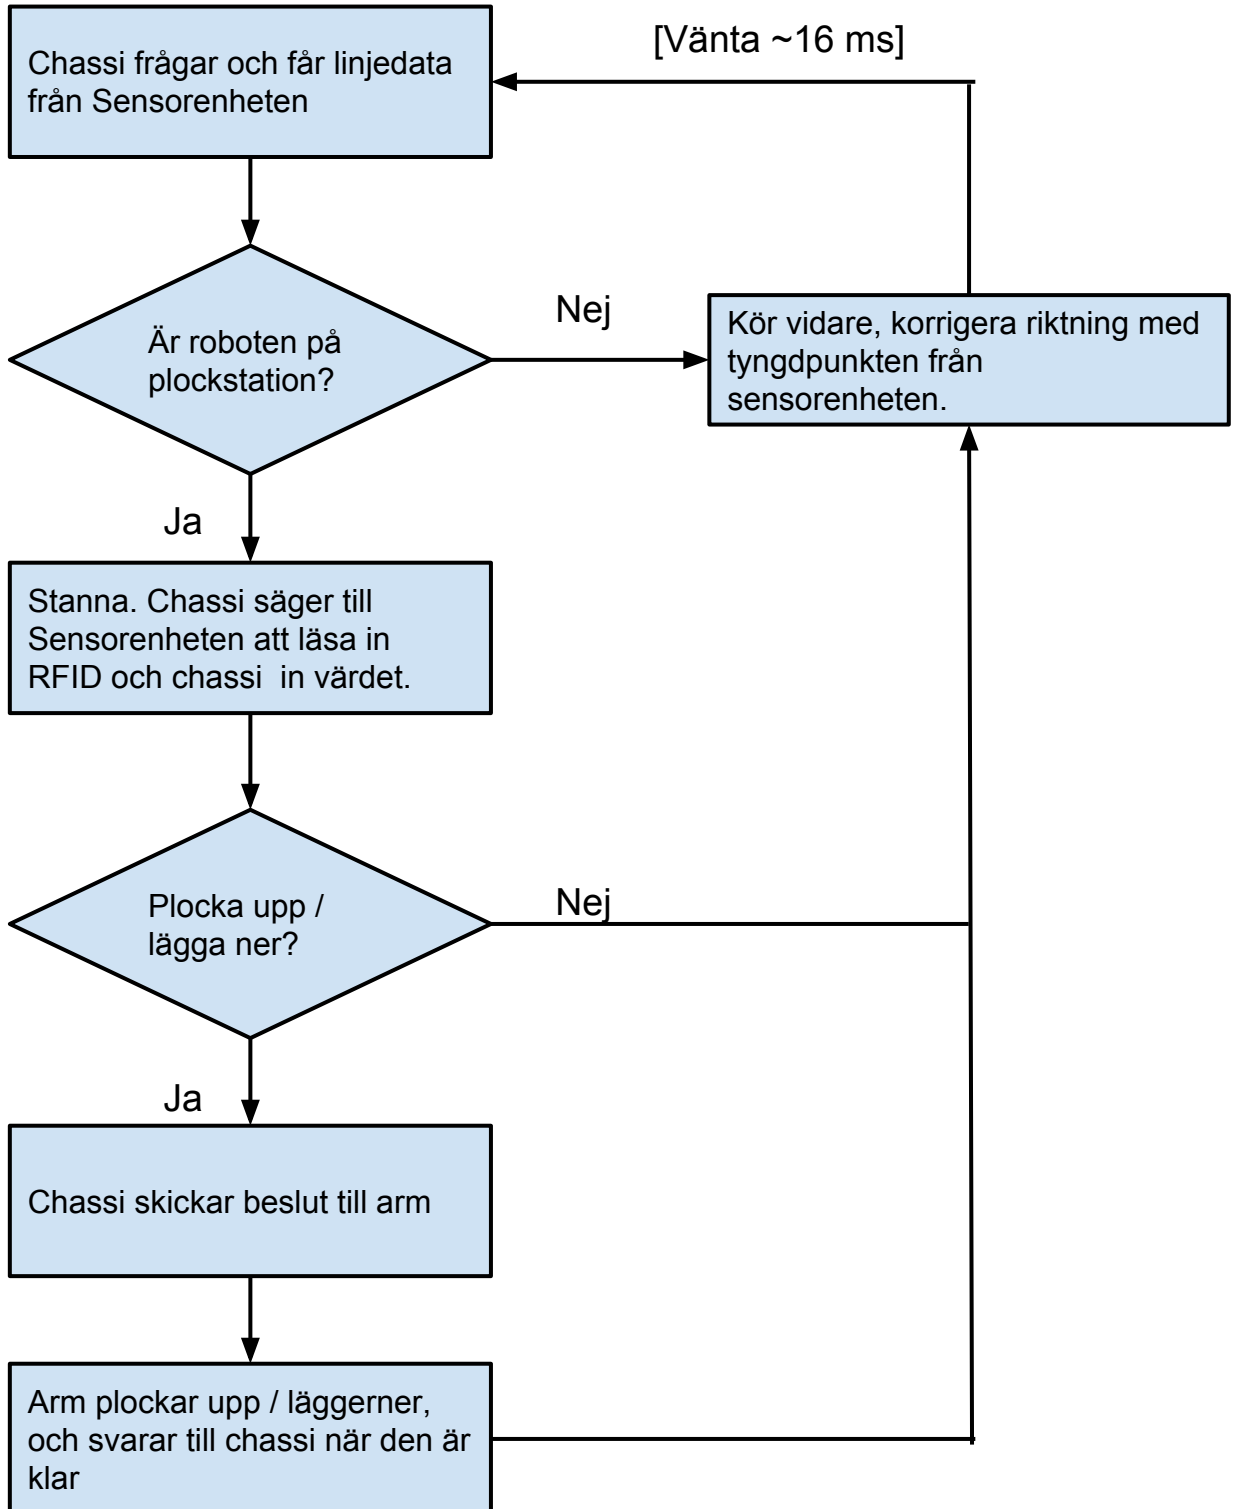 [Vänta ~16 ms]
Chassi frågar och får linjedata
från Sensorenheten
Är roboten på
plockstation?
Nej
Kör vidare, korrigera riktning med
tyngdpunkten från
sensorenheten.
Ja
Stanna. Chassi säger till
Sensorenheten att läsa in
RFID och chassi  in värdet.
Plocka upp /
lägga ner?
Nej
Ja
Chassi skickar beslut till arm
Arm plockar upp / läggerner,
och svarar till chassi när den är
klar